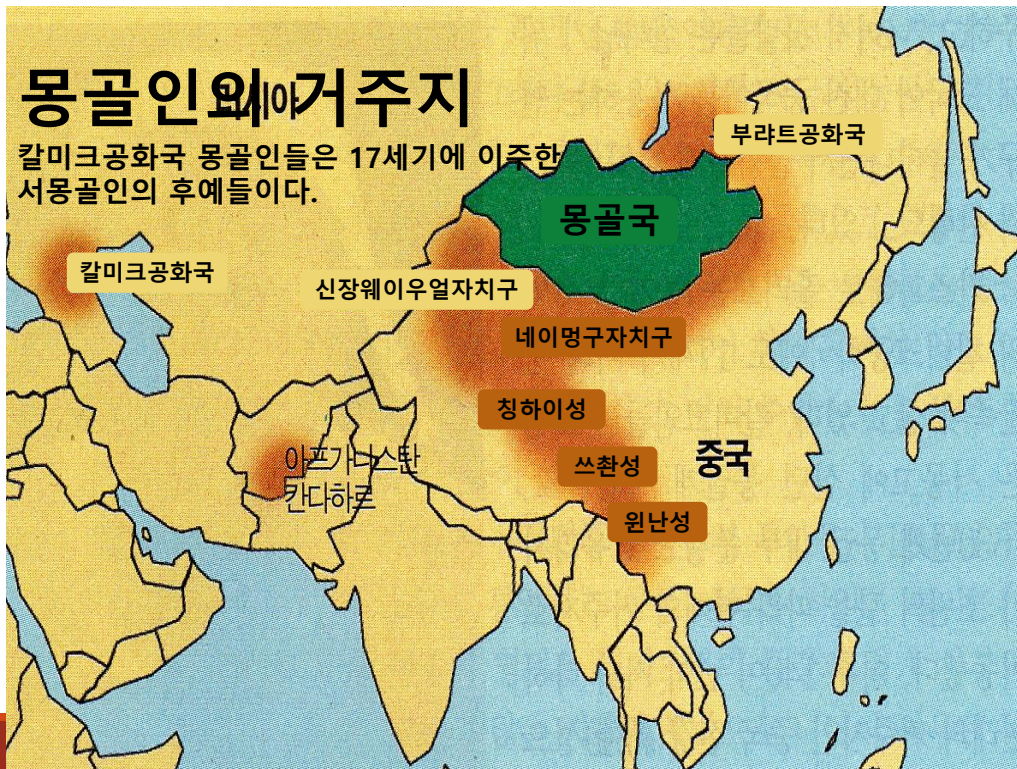 몽골인의 거주지
러시아
칼미크공화국 몽골인들은 17세기에 이주한
서몽골인의 후예들이다.
부랴트공화국
몽골국
칼미크공화국
신장웨이우얼자치구
네이멍구자치구
칭하이성
쓰촨성
중국
아프가니스탄
칸다하르
윈난성